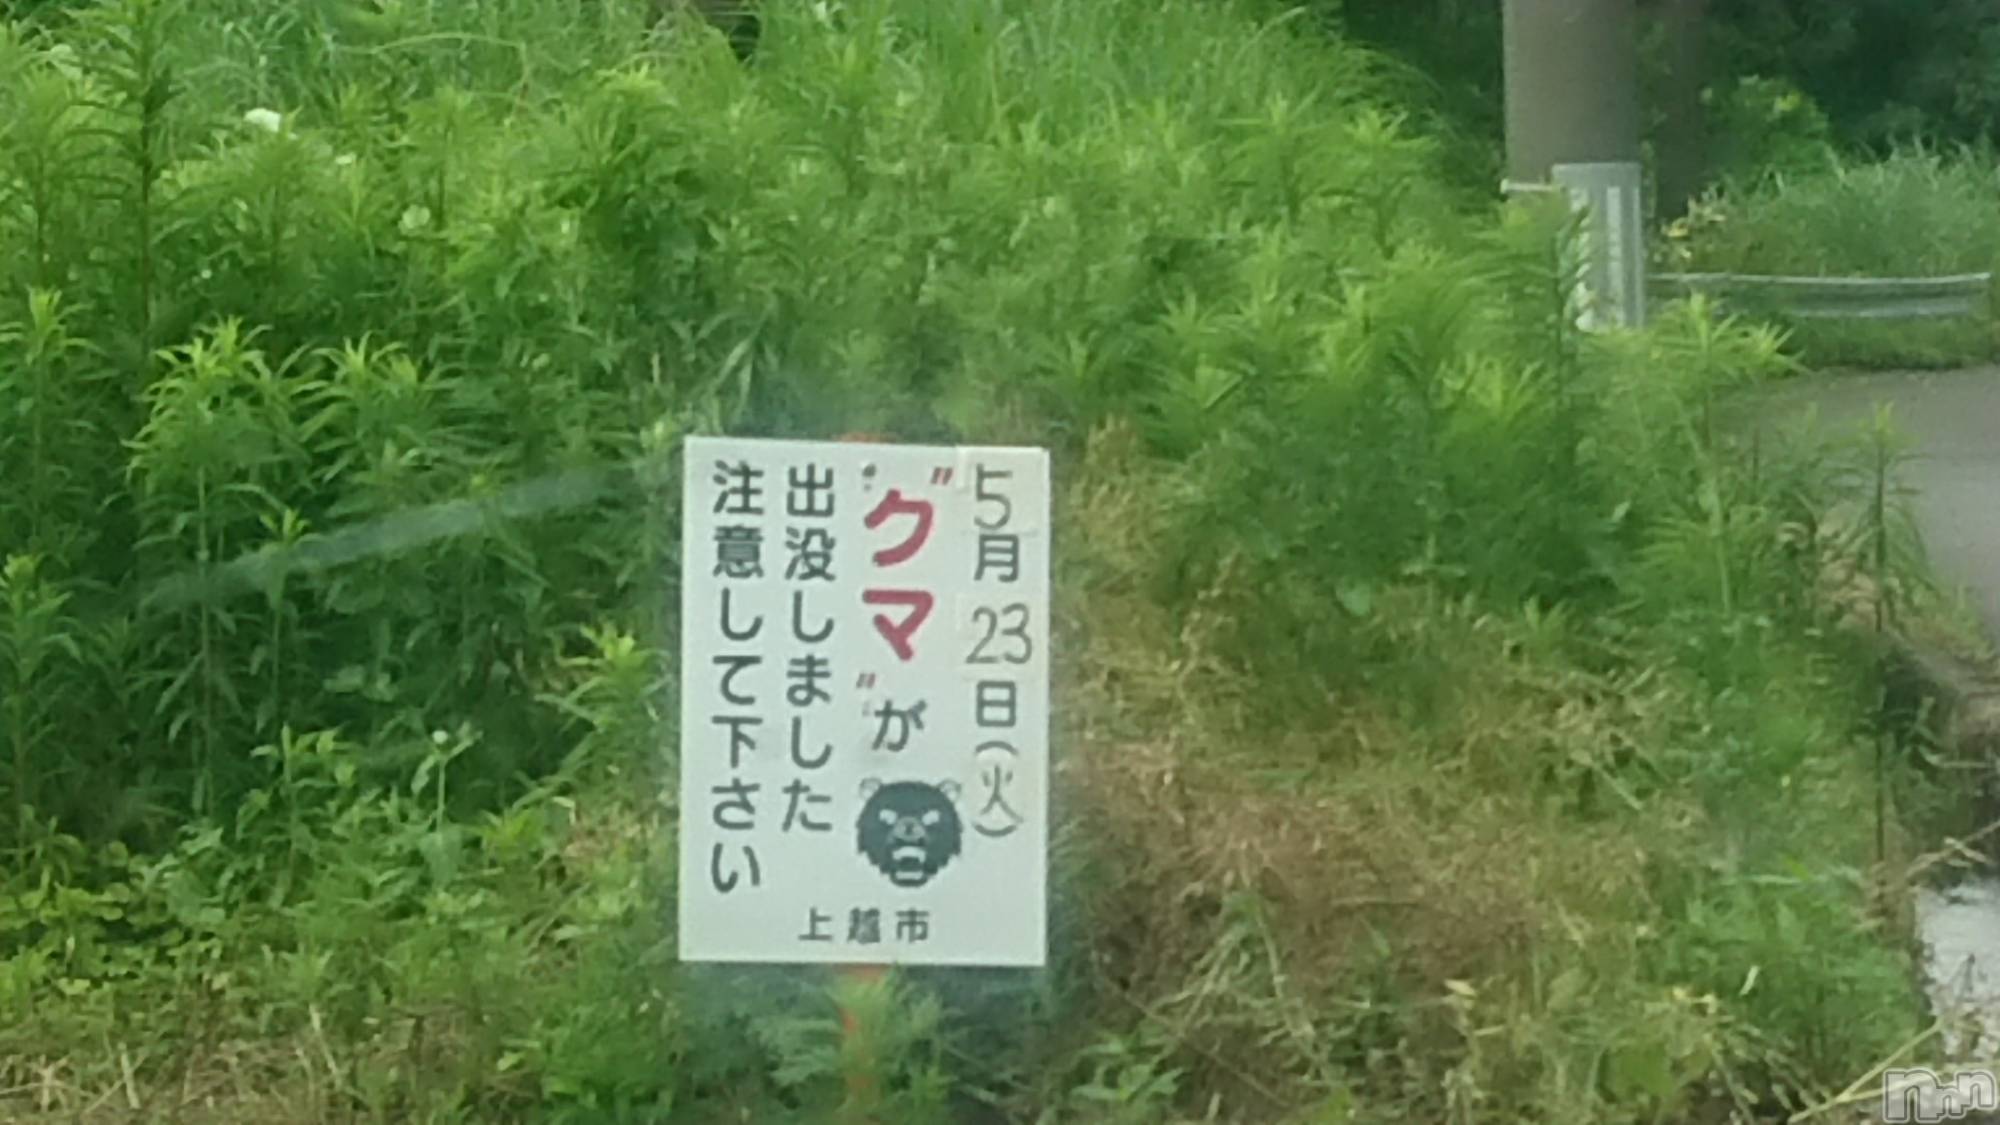 5月23日(火)
"クマ"が
出没しました
注意して下さい
上越市